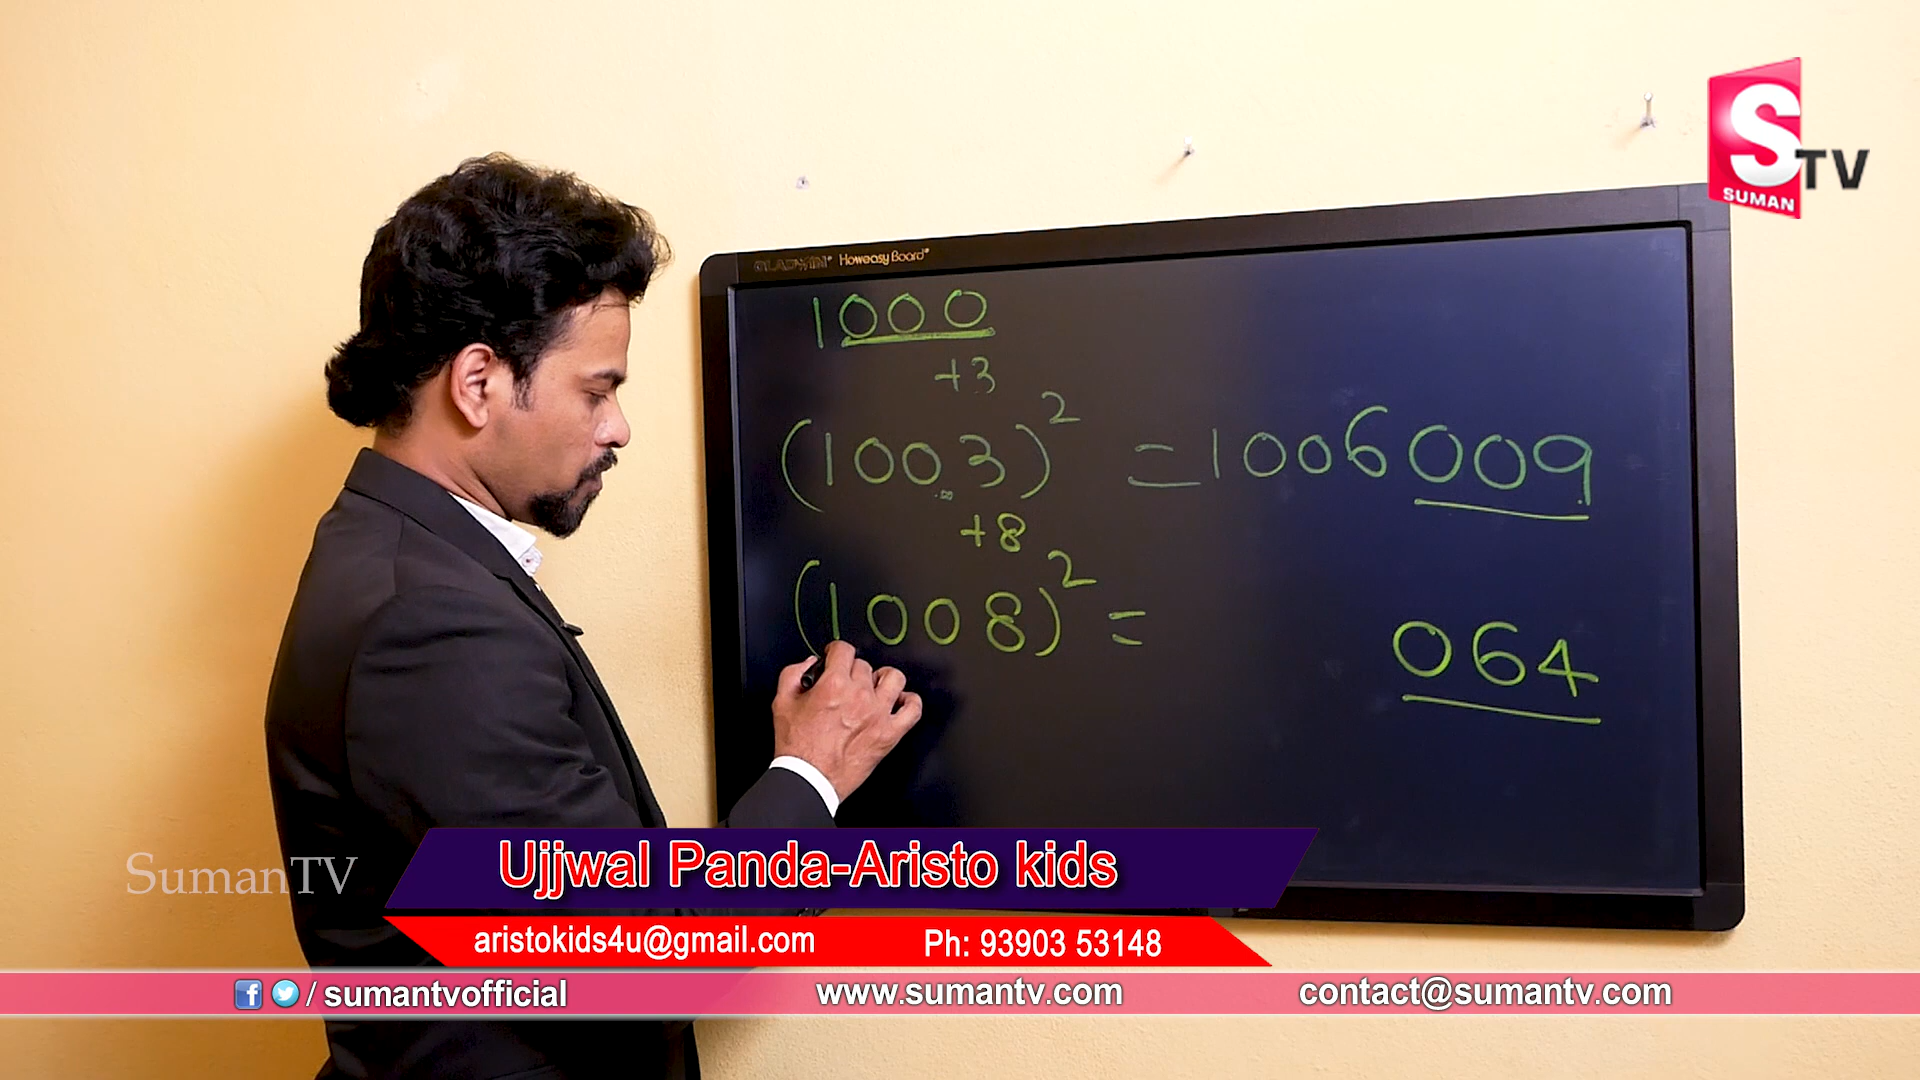 S
SUMAN
TV
GLADWIN® Howeasy Board®
1000
+3
(1003)² = 1006009
+8
(1008)² = 064
SumanTV
Ujjwal Panda-Aristo kids
aristokids4u@gmail.com Ph: 93903 53148
f / sumantvofficial www.sumantv.com contact@sumantv.com